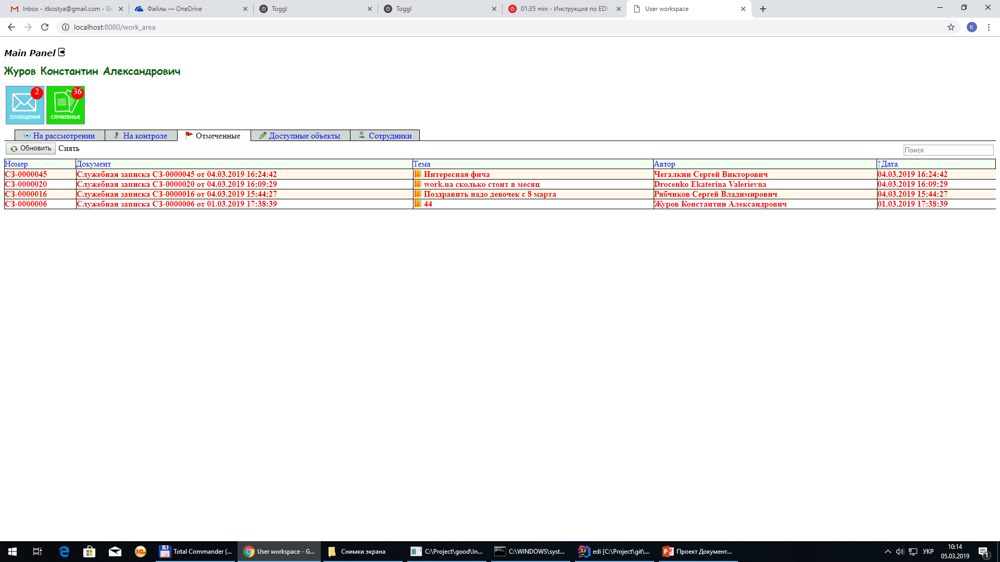 Inbox - itkostya@gmail.com - Gm
Файлы — OneDrive
Toggl
Toggl
01:35 min - Инструкция по EDI -
User workspace
localhost:8080/work_area
K
Main Panel
Журов Константин Александрович
2
СООБЩЕНИЯ
36
СЛУЖЕБНЫЕ
На рассмотрении
На контроле
Отмеченные
Доступные объекты
Сотрудники
Обновить Снять
Поиск
Номер Документ Тема Автор ↑Дата
СЗ-0000045 Служебная записка СЗ-0000045 от 04.03.2019 16:24:42 Интересная фича Чегалкин Сергей Викторович 04.03.2019 16:24:42
СЗ-0000020 Служебная записка СЗ-0000020 от 04.03.2019 16:09:29 work.ua сколько стоит в месяц Drocenko Ekaterina Valerievna 04.03.2019 16:09:29
СЗ-0000016 Служебная записка СЗ-0000016 от 04.03.2019 15:44:27 Поздравить надо девочек с 8 марта Рябчиков Сергей Владимирович 04.03.2019 15:44:27
СЗ-0000006 Служебная записка СЗ-0000006 от 01.03.2019 17:38:39 44 Журов Константин Александрович 01.03.2019 17:38:39
Total Commander (...
User workspace - G...
Снимки экрана
C:\Project\good\In...
C:\WINDOWS\syst...
edi [C:\Project\git\...
Проект Документ...
УКР
10:14
05.03.2019
1